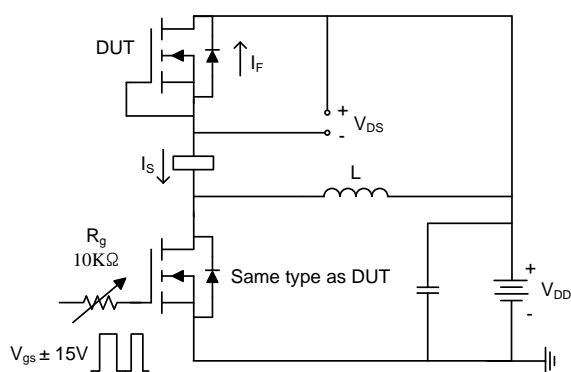 DUT
I_F
+
V_DS
-
I_S
L
R_g
10KΩ
Same type as DUT
+
V_DD
-
V_gs ± 15V